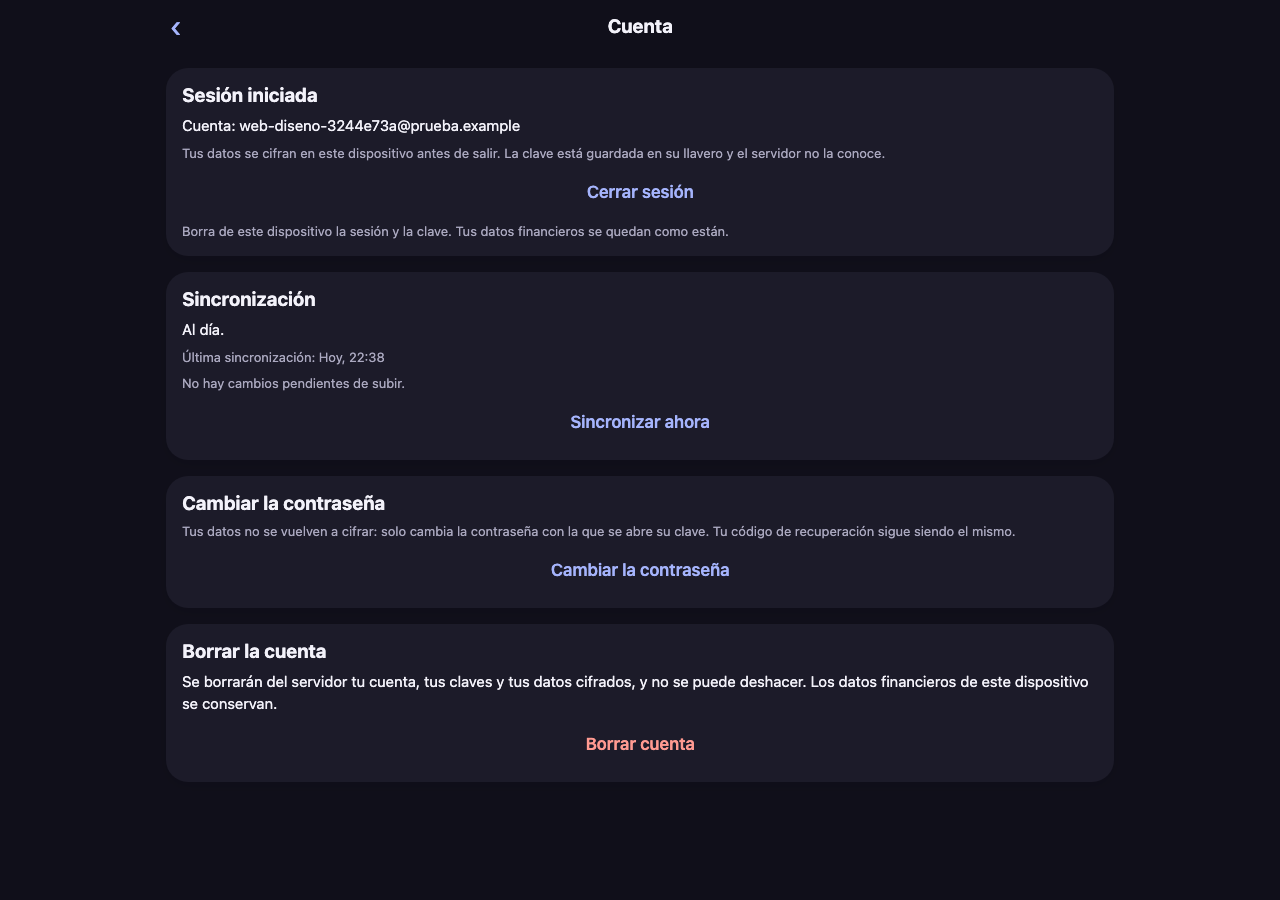 Cuenta
Sesión iniciada
Cuenta: web-diseno-3244e73a@prueba.example
Tus datos se cifran en este dispositivo antes de salir. La clave está guardada en su llavero y el servidor no la conoce.
Cerrar sesión
Borra de este dispositivo la sesión y la clave. Tus datos financieros se quedan como están.
Sincronización
Al día.
Última sincronización: Hoy, 22:38
No hay cambios pendientes de subir.
Sincronizar ahora
Cambiar la contraseña
Tus datos no se vuelven a cifrar: solo cambia la contraseña con la que se abre su clave. Tu código de recuperación sigue siendo el mismo.
Cambiar la contraseña
Borrar la cuenta
Se borrarán del servidor tu cuenta, tus claves y tus datos cifrados, y no se puede deshacer. Los datos financieros de este dispositivo
se conservan.
Borrar cuenta